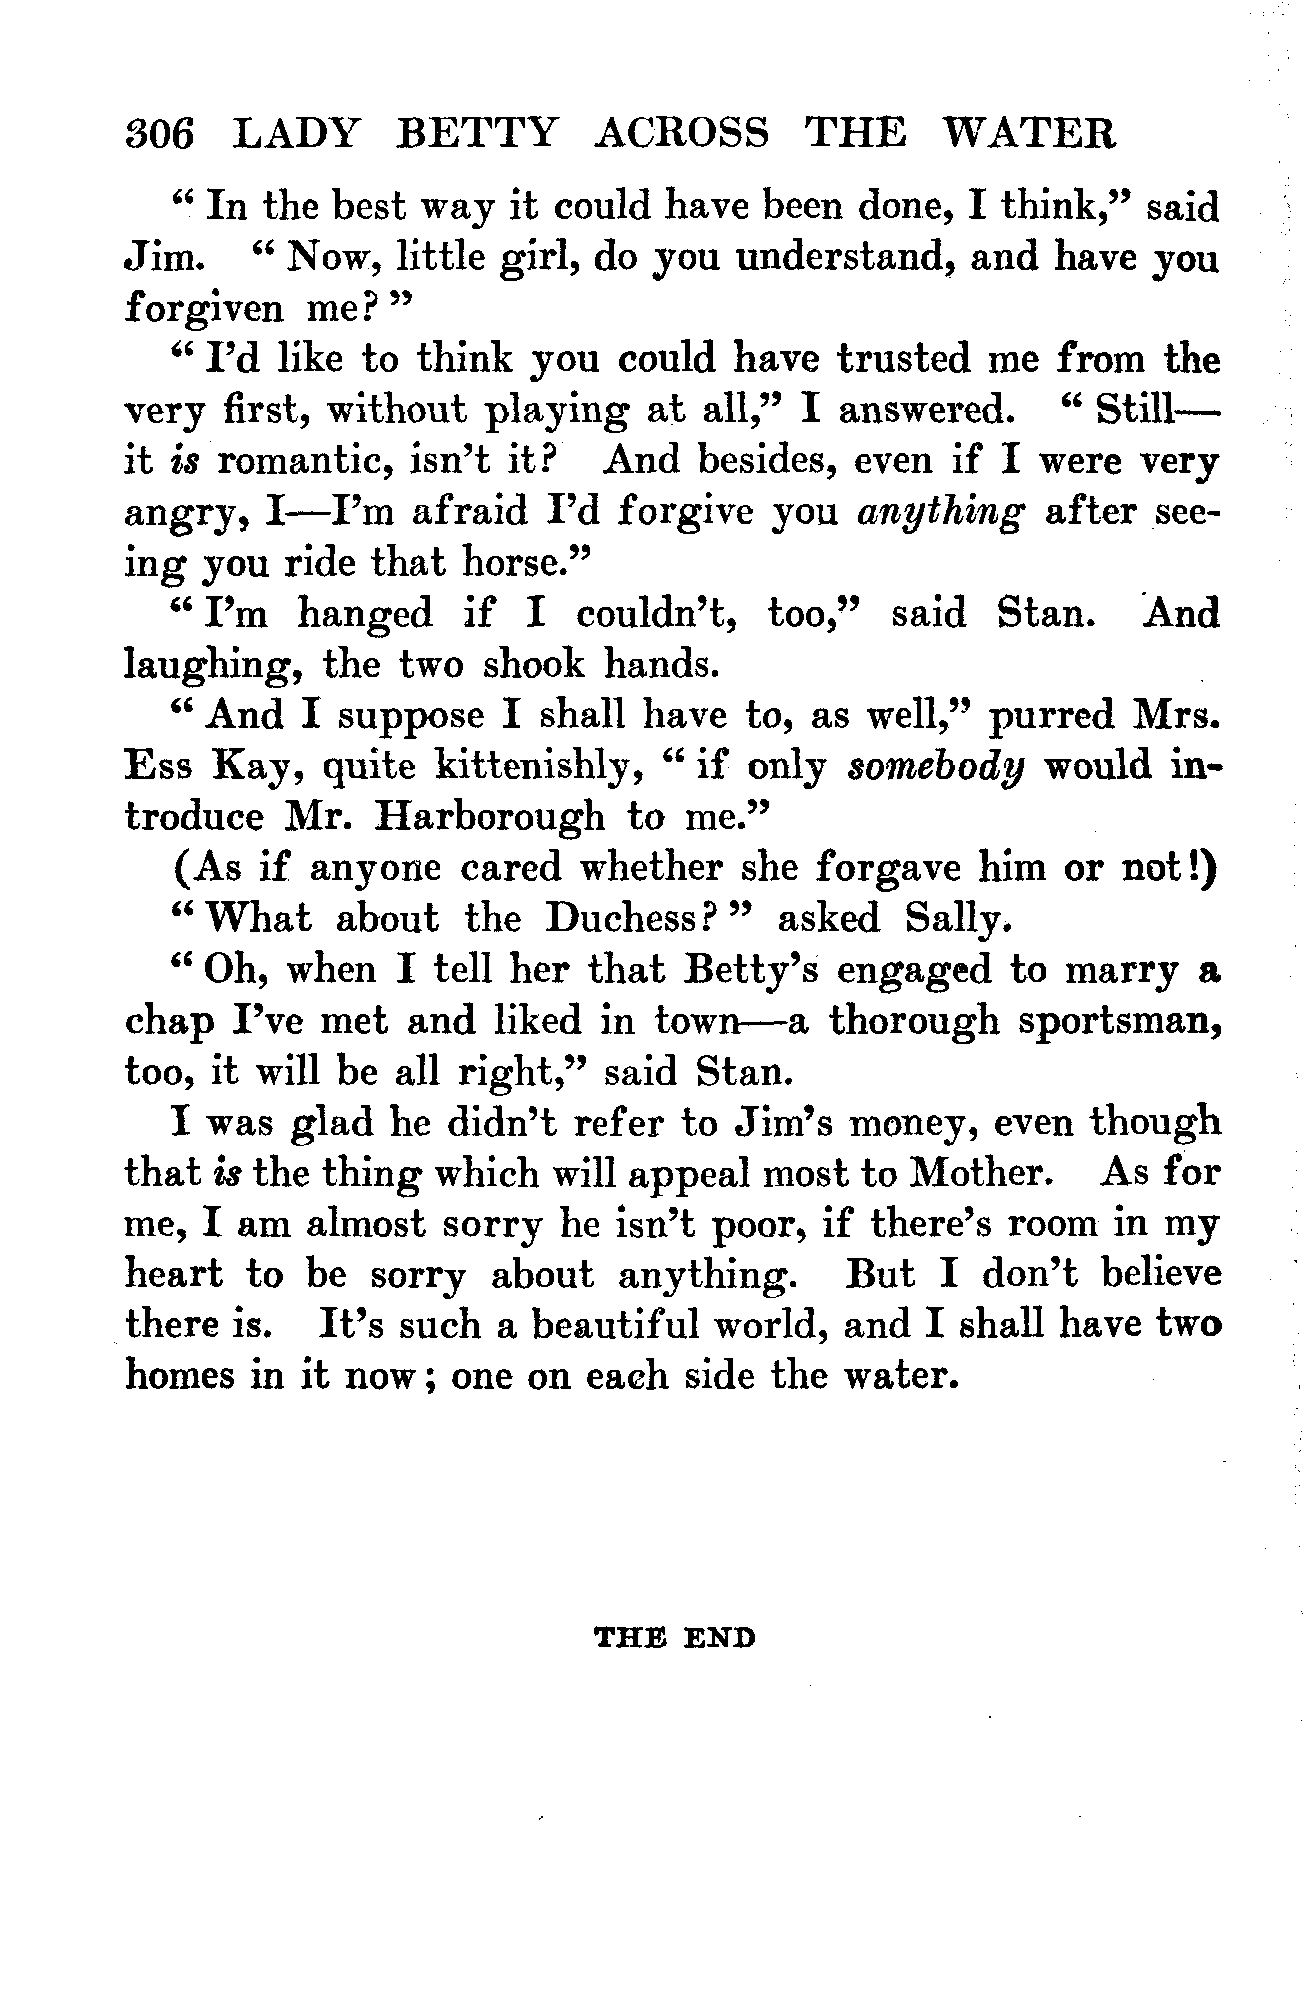 306 LADY BETTY ACROSS THE WATER
“ In the best way it could have been done, I think,” said
Jim. “ Now, little girl, do you understand, and have you
forgiven me? ”
“ I’d like to think you could have trusted me from the
very first, without playing at all,” I answered. “ Still—
it is romantic, isn’t it? And besides, even if I were very
angry, I—I’m afraid I’d forgive you anything after see-
ing you ride that horse.”
“ I’m hanged if I couldn’t, too,” said Stan. And
laughing, the two shook hands.
“ And I suppose I shall have to, as well,” purred Mrs.
Ess Kay, quite kittenishly, “ if only somebody would in-
troduce Mr. Harborough to me.”
(As if anyone cared whether she forgave him or not!)
“ What about the Duchess? ” asked Sally.
“ Oh, when I tell her that Betty’s engaged to marry a
chap I’ve met and liked in town—a thorough sportsman,
too, it will be all right,” said Stan.
I was glad he didn’t refer to Jim’s money, even though
that is the thing which will appeal most to Mother. As for
me, I am almost sorry he isn’t poor, if there’s room in my
heart to be sorry about anything. But I don’t believe
there is. It’s such a beautiful world, and I shall have two
homes in it now; one on each side the water.
THE END